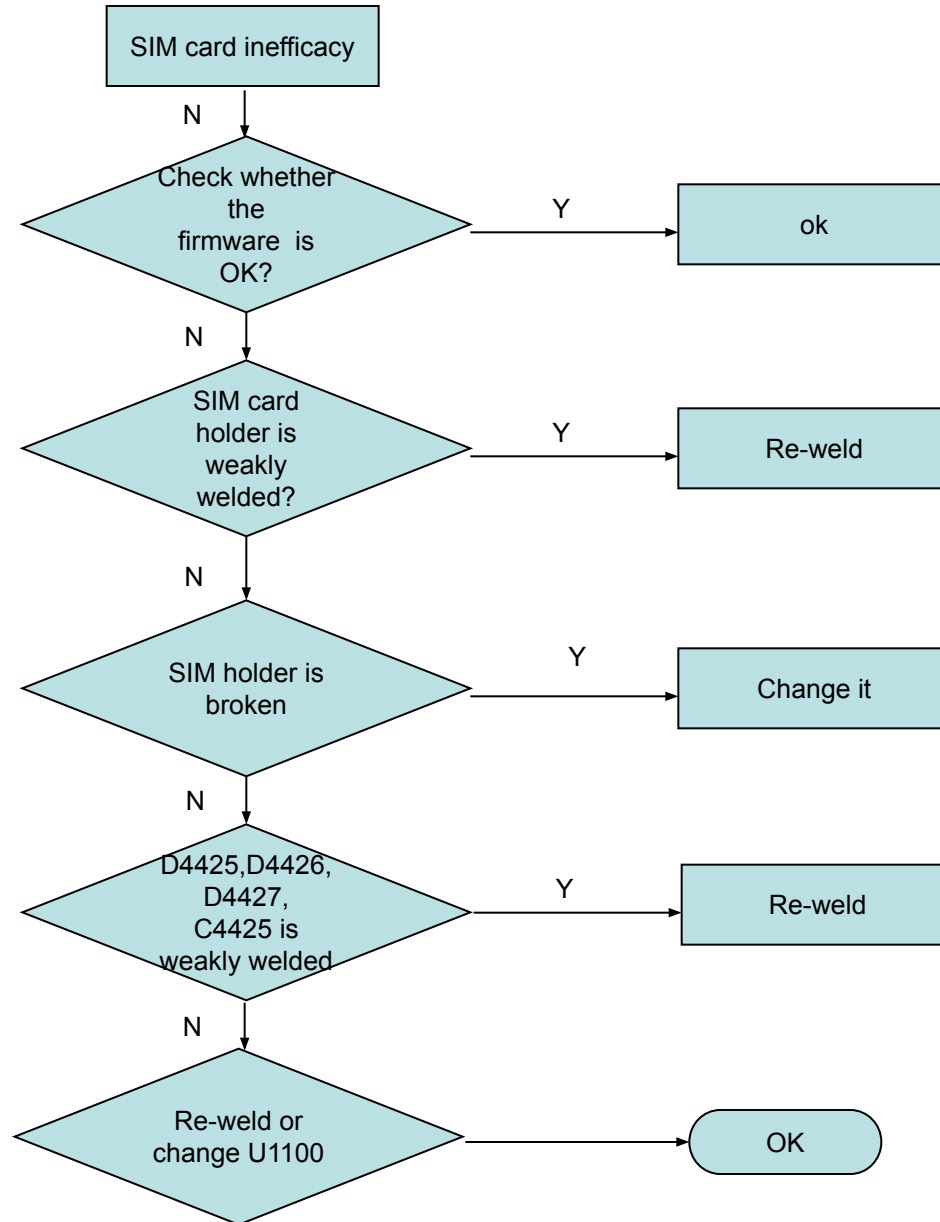 SIM card inefficacy
N
Check whether
the
firmware is
OK?
Y
ok
N
SIM card
holder is
weakly
welded?
Y
Re-weld
N
SIM holder is
broken
Y
Change it
N
D4425,D4426,
D4427,
C4425 is
weakly welded
Y
Re-weld
N
Re-weld or
change U1100
OK